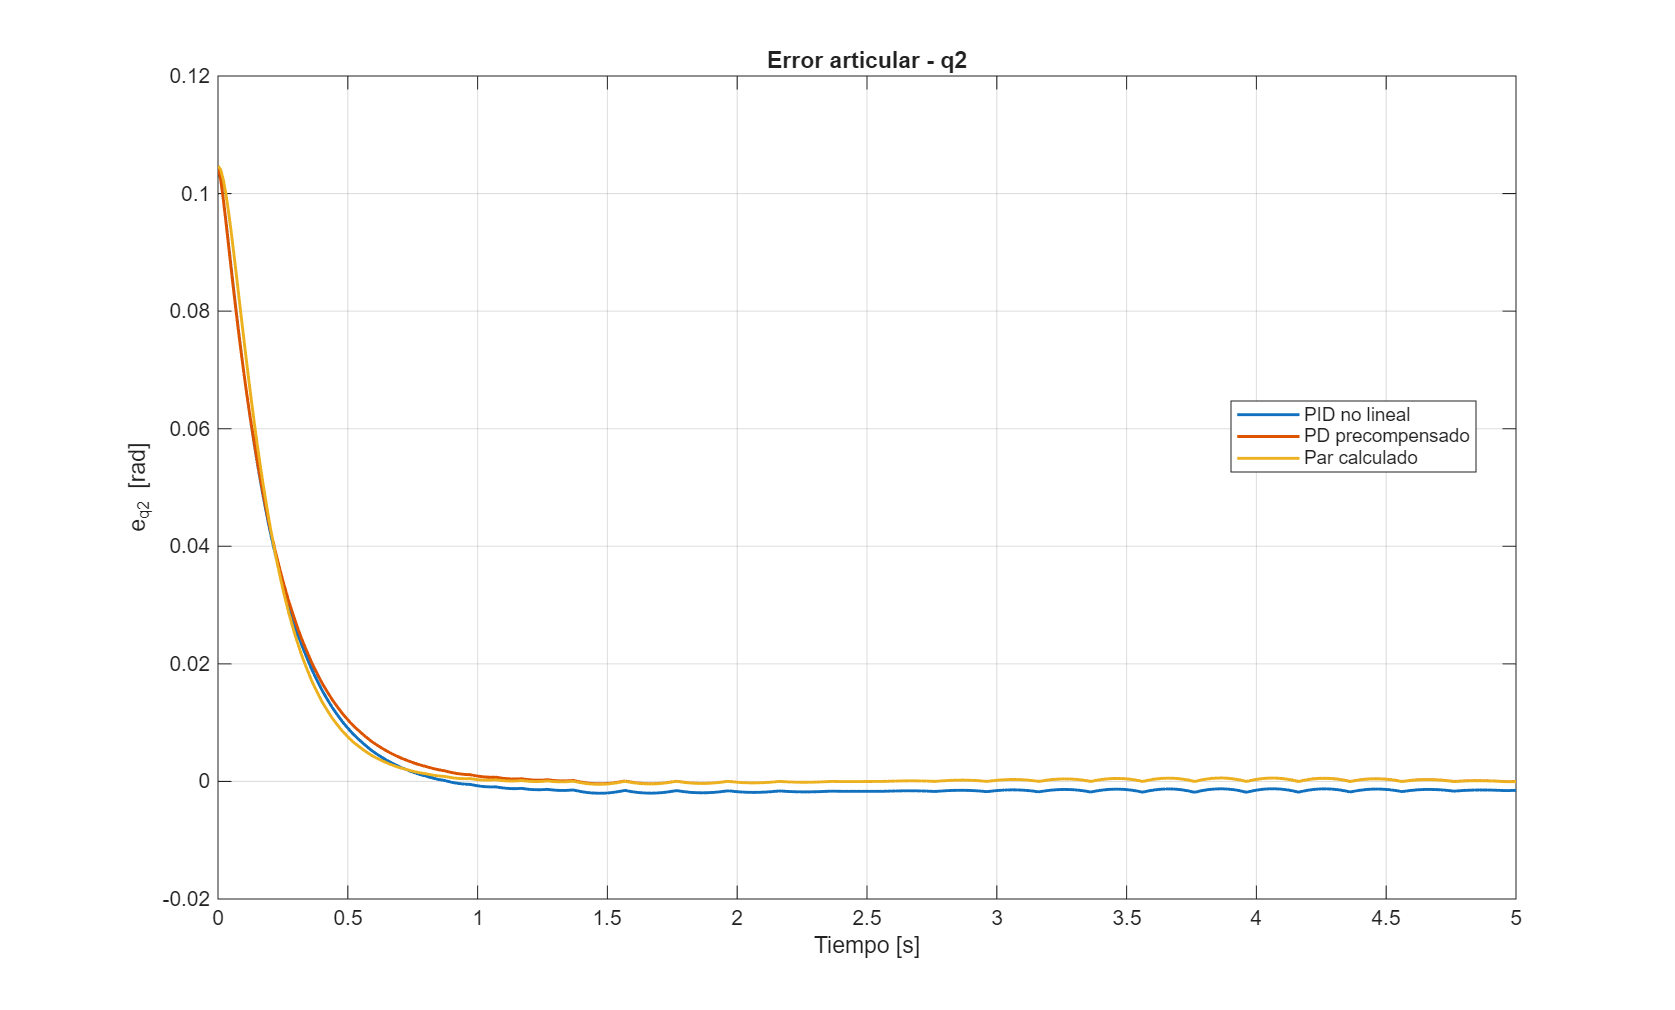 Error articular - q2
0.12
0.1
0.08
0.06
0.04
0.02
0
-0.02
e_q2 [rad]
PID no lineal
PD precompensado
Par calculado
0 0.5 1 1.5 2 2.5 3 3.5 4 4.5 5
Tiempo [s]